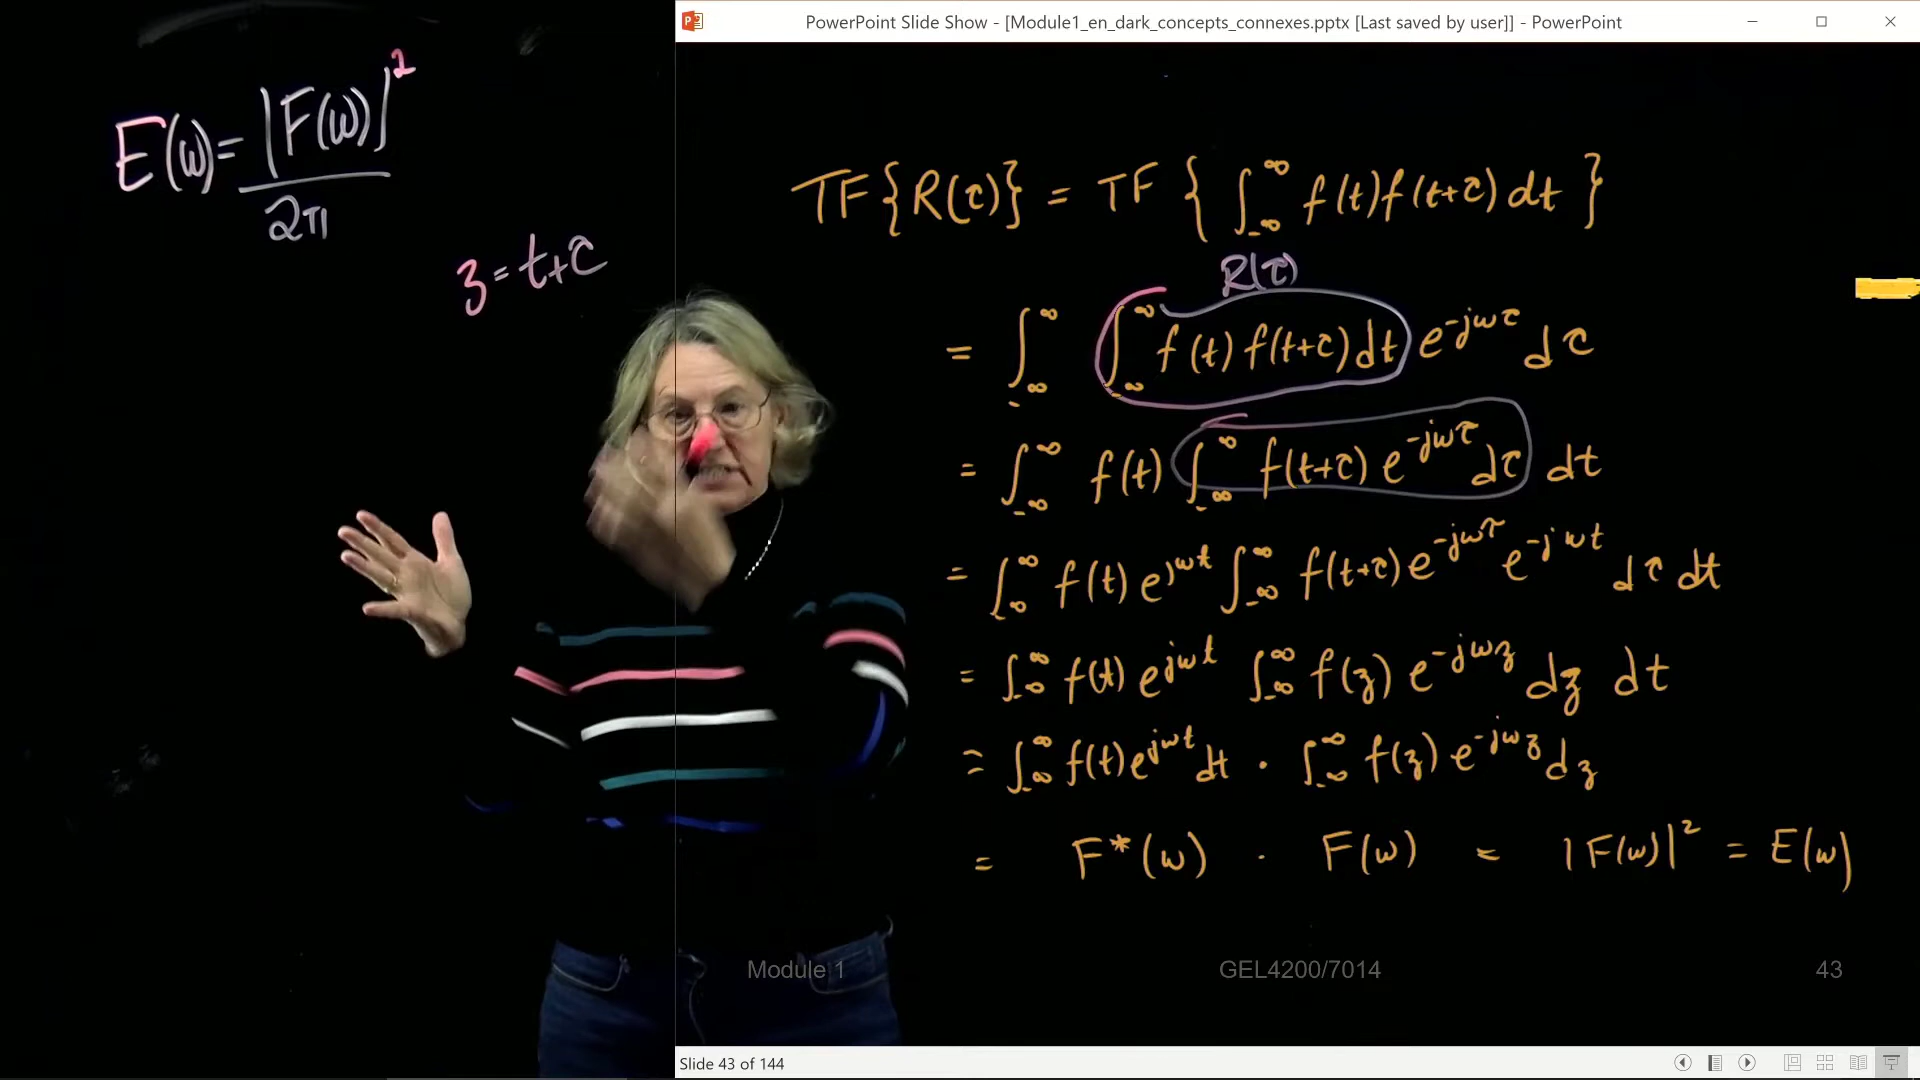 PowerPoint Slide Show - [Module1_en_dark_concepts_connexes.pptx [Last saved by user]] - PowerPoint
E(ω) = |F(ω)|²
2π
z = t+τ
TF{R(τ)} = TF { ∫_-∞^∞ f(t)f(t+τ) dt }
R(τ)
= ∫_-∞^∞ ∫_-∞^∞ f(t) f(t+τ) dt e^-jωτ dτ
= ∫_-∞^∞ f(t) ∫_-∞^∞ f(t+τ) e^-jωτ dτ dt
= ∫_-∞^∞ f(t) e^jωt ∫_-∞^∞ f(t+τ) e^-jωτ e^-jωt dτ dt
= ∫_-∞^∞ f(t) e^jωt ∫_-∞^∞ f(z) e^-jωz dz dt
= ∫_-∞^∞ f(t) e^jωt dt · ∫_-∞^∞ f(z) e^-jωz dz
= F*(ω) · F(ω) = |F(ω)|² = E(ω)
Module 1 GEL4200/7014 43
Slide 43 of 144